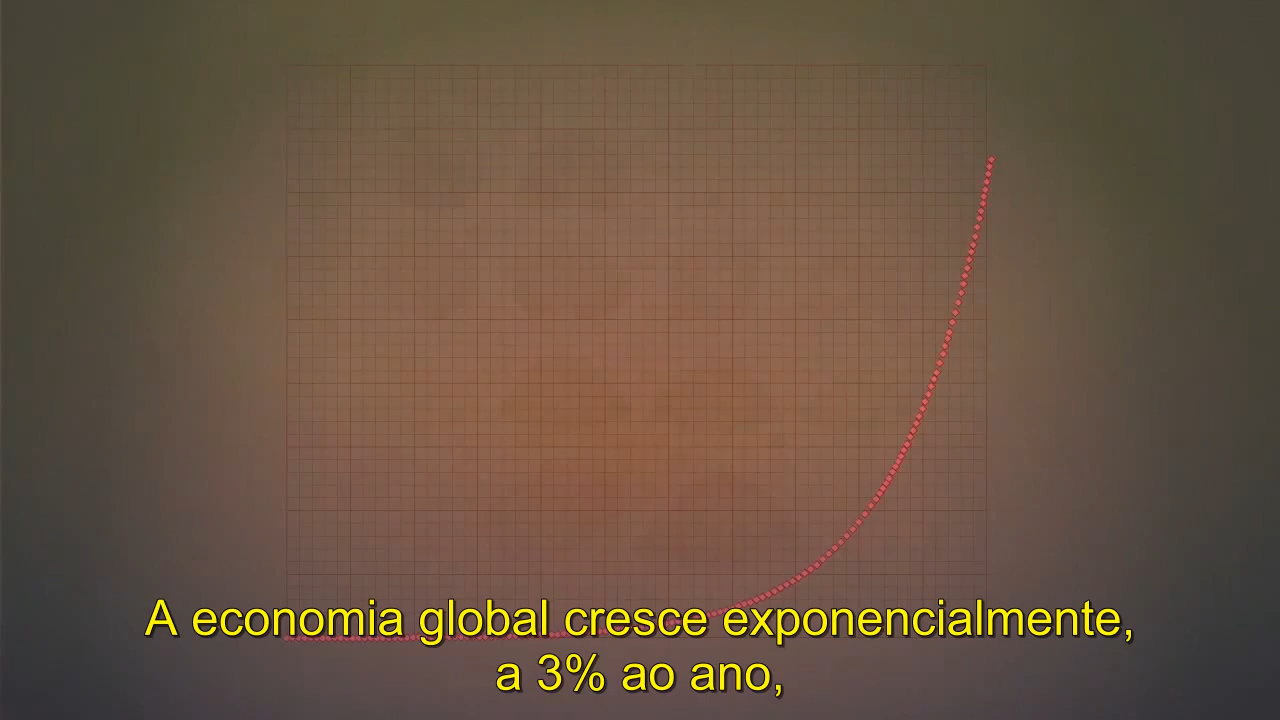 A economia global cresce exponencialmente,
a 3% ao ano,